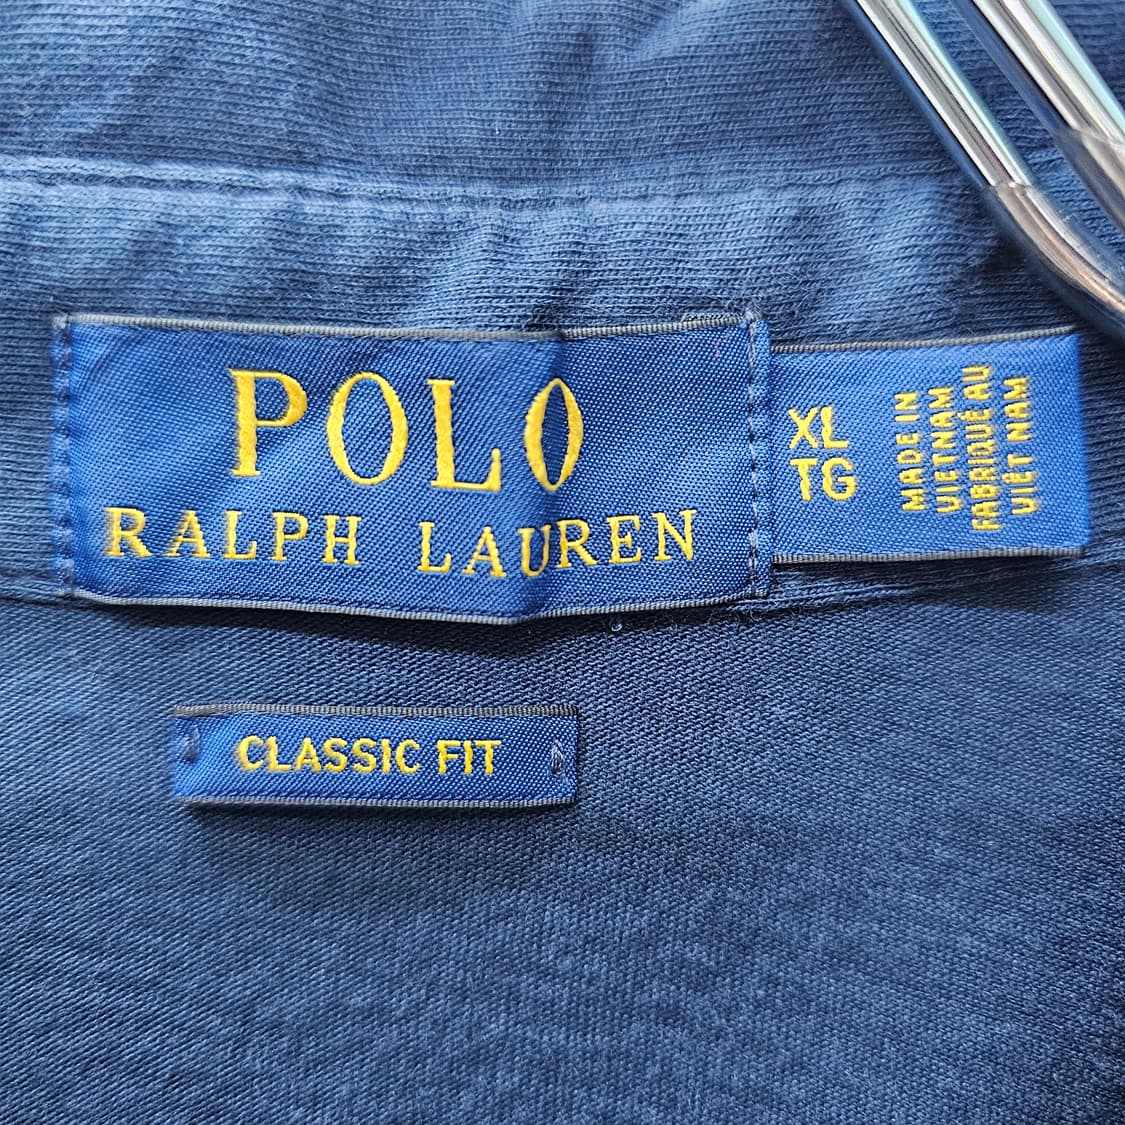 POLO
RALPH LAUREN
XL
TG
MADE IN
VIETNAM
FABRIQUÉ AU
VIÊT NAM
CLASSIC FIT